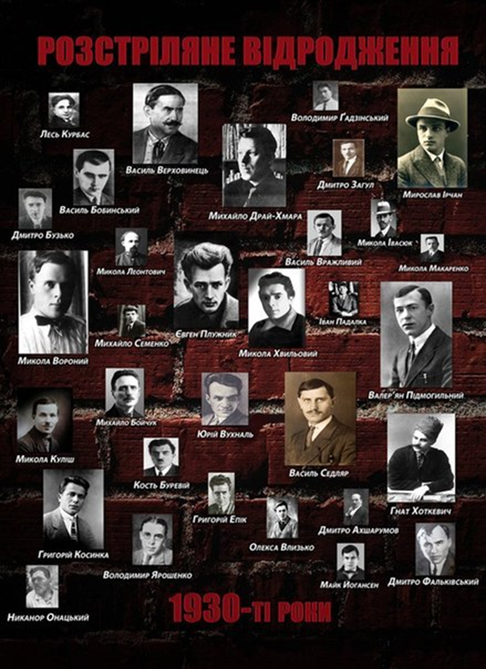 РОЗСТРІЛЯНЕ ВІДРОДЖЕННЯ
Лесь Курбас
Василь Верховинець
Володимир Ґадзінський
Василь Бобинський
Михайло Драй-Хмара
Дмитро Загул
Мирослав Ірчан
Дмитро Бузько
Микола Леонтович
Василь Вражливий
Микола Івасюк
Микола Макаренко
Микола Вороний
Михайло Семенко
Євген Плужник
Микола Хвильовий
Іван Падалка
Валер'ян Підмогильний
Микола Куліш
Михайло Бойчук
Юрій Вухналь
Василь Седляр
Кость Буревій
Гнат Хоткевич
Григорій Косинка
Григорій Епік
Олекса Влизько
Дмитро Ахшарумов
Володимир Ярошенко
Майк Йогансен
Дмитро Фальківський
Никанор Онацький
1930-ті роки